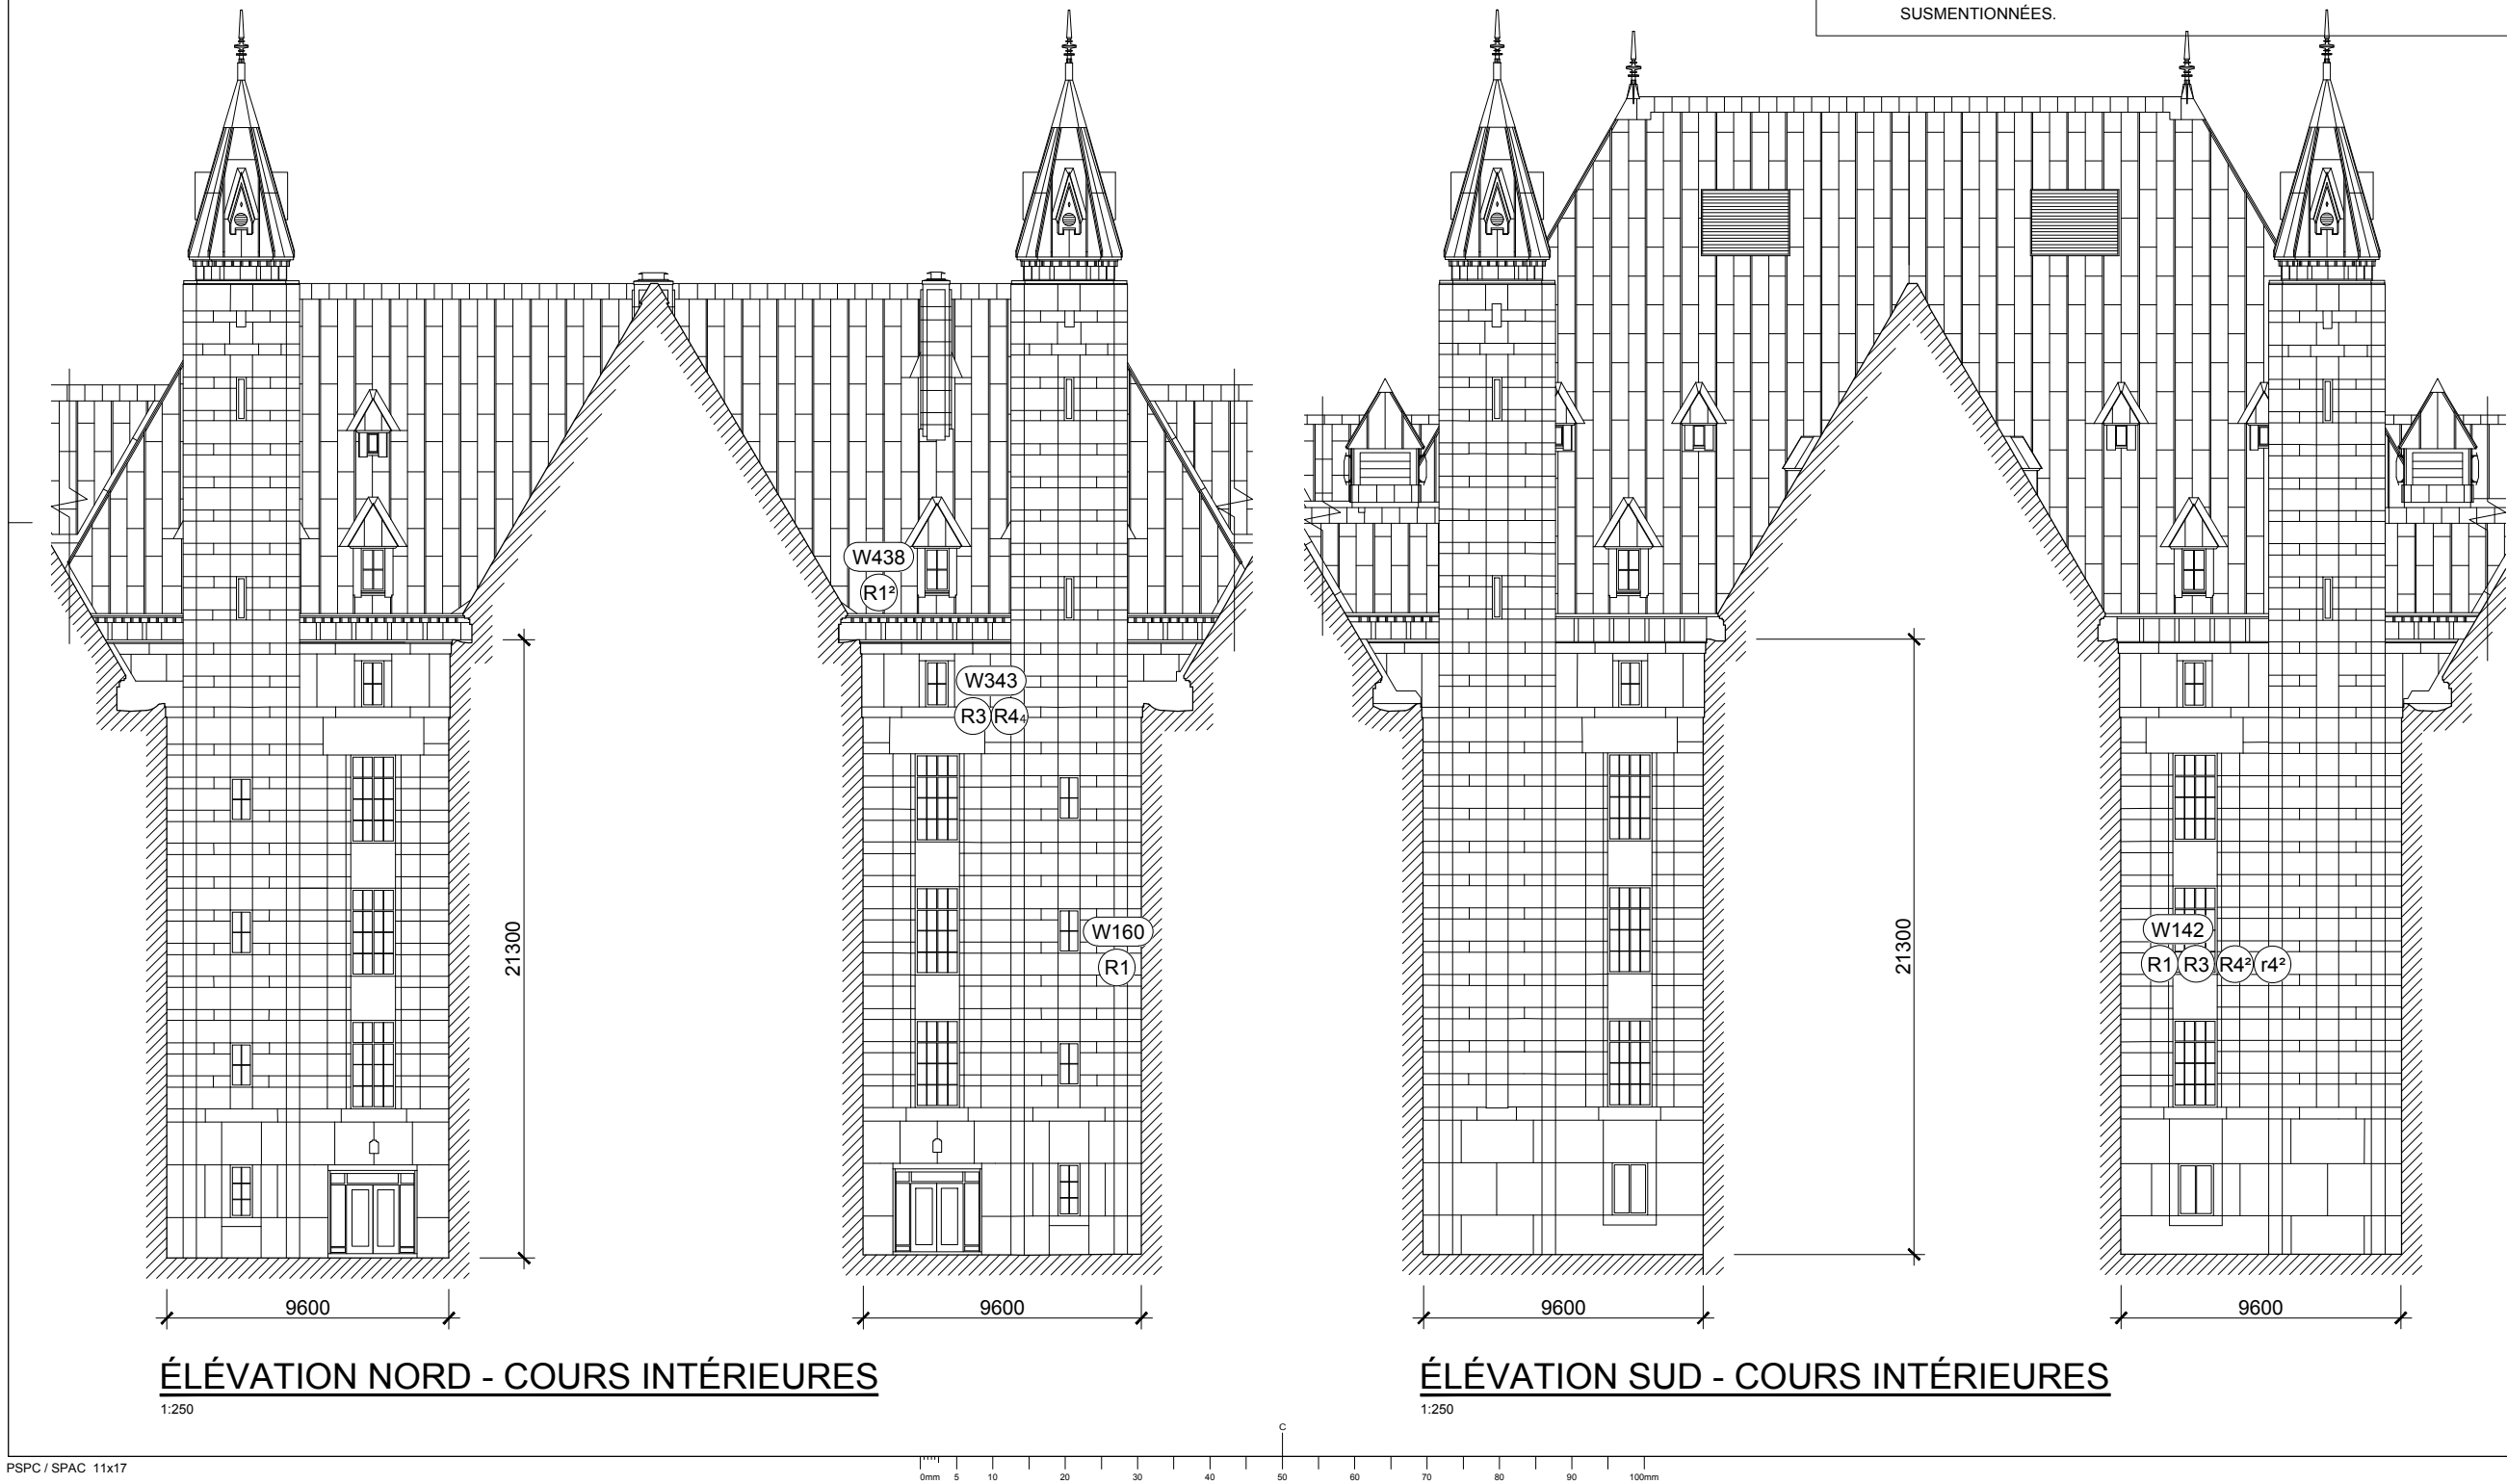 SUSMENTIONNÉES.
W438
R1²
W343
R3 R4₄
W160
R1
W142
R1 R3 R4² r4²
21300
21300
9600
9600
9600
9600
ÉLÉVATION NORD - COURS INTÉRIEURES
1:250
ÉLÉVATION SUD - COURS INTÉRIEURES
1:250
C
PSPC / SPAC 11x17
0mm 5 10 20 30 40 50 60 70 80 90 100mm